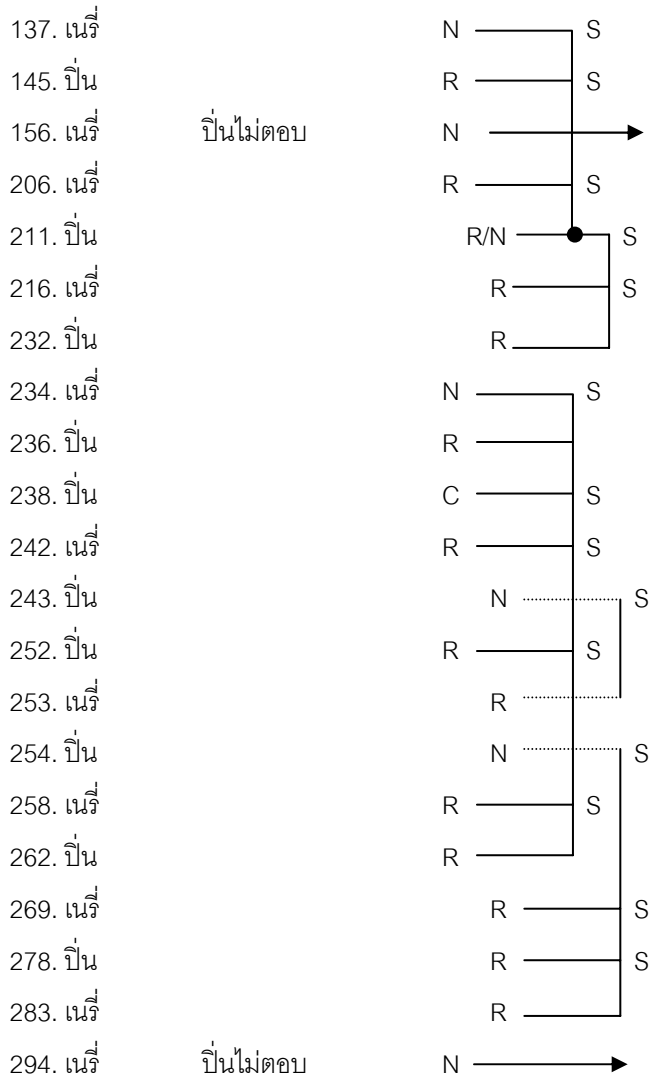 137. เนรี่ N S
145. ปิ่น R S
156. เนรี่ ปิ่นไม่ตอบ N
206. เนรี่ R S
211. ปิ่น R/N S
216. เนรี่ R S
232. ปิ่น R
234. เนรี่ N S
236. ปิ่น R
238. ปิ่น C S
242. เนรี่ R S
243. ปิ่น N S
252. ปิ่น R S
253. เนรี่ R
254. ปิ่น N S
258. เนรี่ R S
262. ปิ่น R
269. เนรี่ R S
278. ปิ่น R S
283. เนรี่ R
294. เนรี่ ปิ่นไม่ตอบ N